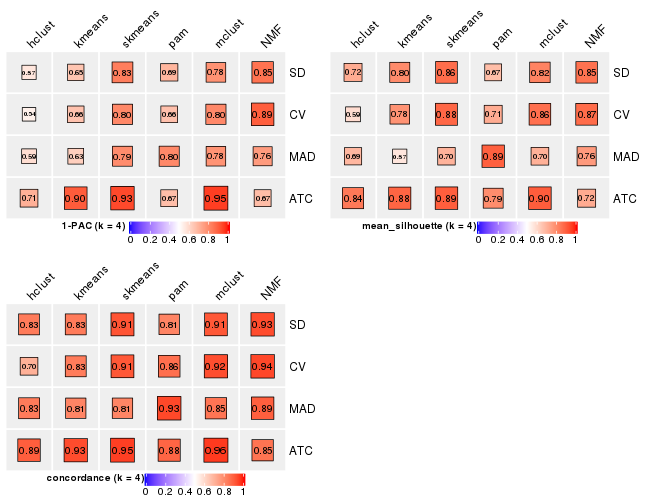 hclust kmeans skmeans pam mclust NMF
0.57 0.65 0.83 0.69 0.78 0.85 SD
0.54 0.66 0.80 0.66 0.80 0.89 CV
0.59 0.63 0.79 0.80 0.78 0.76 MAD
0.71 0.90 0.93 0.67 0.95 0.67 ATC
1-PAC (k = 4)
0 0.2 0.4 0.6 0.8 1
hclust kmeans skmeans pam mclust NMF
0.72 0.80 0.86 0.67 0.82 0.85 SD
0.59 0.78 0.88 0.71 0.86 0.87 CV
0.69 0.57 0.70 0.89 0.70 0.76 MAD
0.84 0.88 0.89 0.79 0.90 0.72 ATC
mean_silhouette (k = 4)
0 0.2 0.4 0.6 0.8 1
hclust kmeans skmeans pam mclust NMF
0.83 0.83 0.91 0.81 0.91 0.93 SD
0.70 0.83 0.91 0.86 0.92 0.94 CV
0.83 0.81 0.81 0.93 0.85 0.89 MAD
0.89 0.93 0.95 0.88 0.96 0.85 ATC
concordance (k = 4)
0 0.2 0.4 0.6 0.8 1